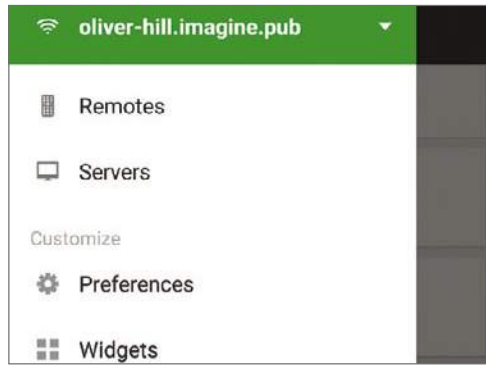 oliver-hill.imagine.pub
Remotes
Servers
Customize
Preferences
Widgets